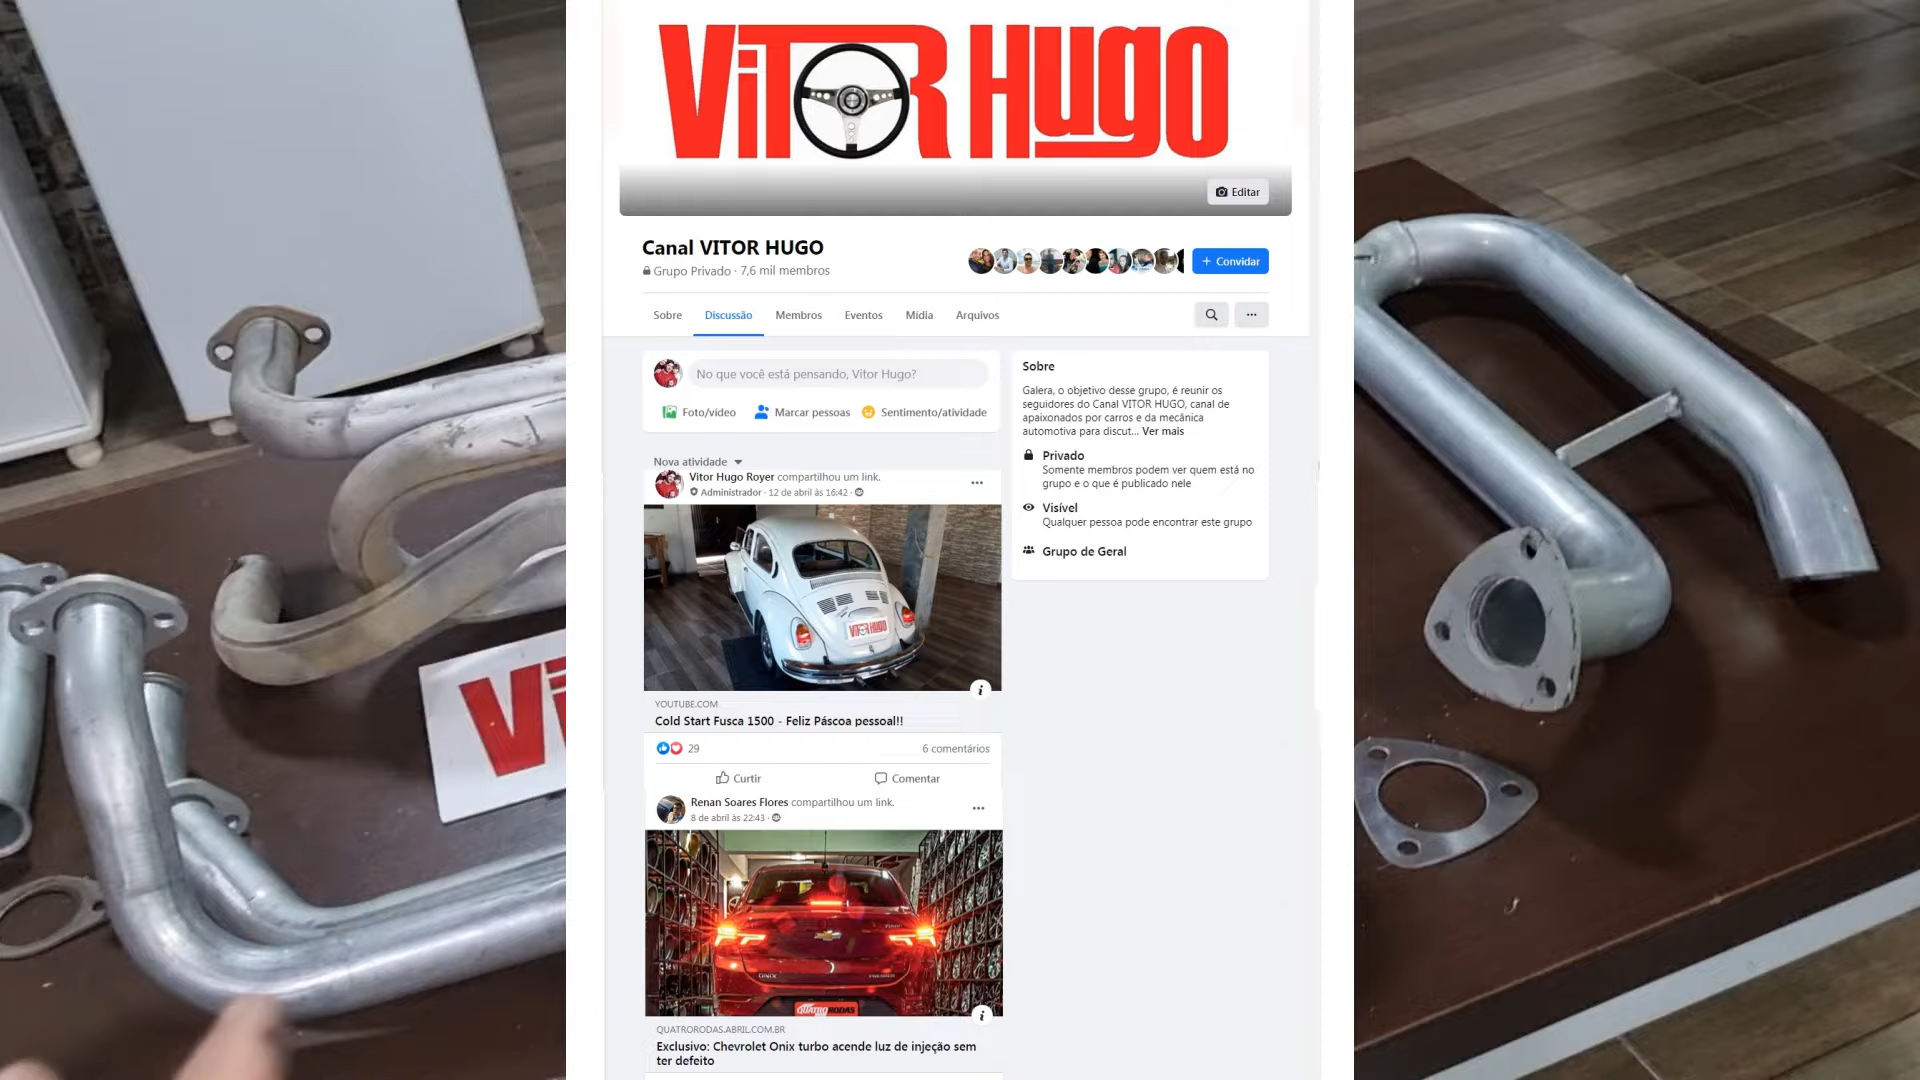 VITOR Hugo
Editar
Canal VITOR HUGO
Grupo Privado · 7,6 mil membros
+ Convidar
Sobre
Discussão
Membros
Eventos
Mídia
Arquivos
No que você está pensando, Vitor Hugo?
Foto/vídeo
Marcar pessoas
Sentimento/atividade
Nova atividade
Vitor Hugo Royer compartilhou um link.
Administrador · 12 de abril às 16:42 ·
VITOR HUGO
YOUTUBE.COM
Cold Start Fusca 1500 - Feliz Páscoa pessoal!!
29
6 comentários
Curtir
Comentar
Renan Soares Flores compartilhou um link.
8 de abril às 22:43 ·
ONIX
PREMIER
QUATRO RODAS
QUATRORODAS.ABRIL.COM.BR
Exclusivo: Chevrolet Onix turbo acende luz de injeção sem
ter defeito
Sobre
Galera, o objetivo desse grupo, é reunir os
seguidores do Canal VITOR HUGO, canal de
apaixonados por carros e da mecânica
automotiva para discut... Ver mais
Privado
Somente membros podem ver quem está no
grupo e o que é publicado nele
Visível
Qualquer pessoa pode encontrar este grupo
Grupo de Geral
Vi